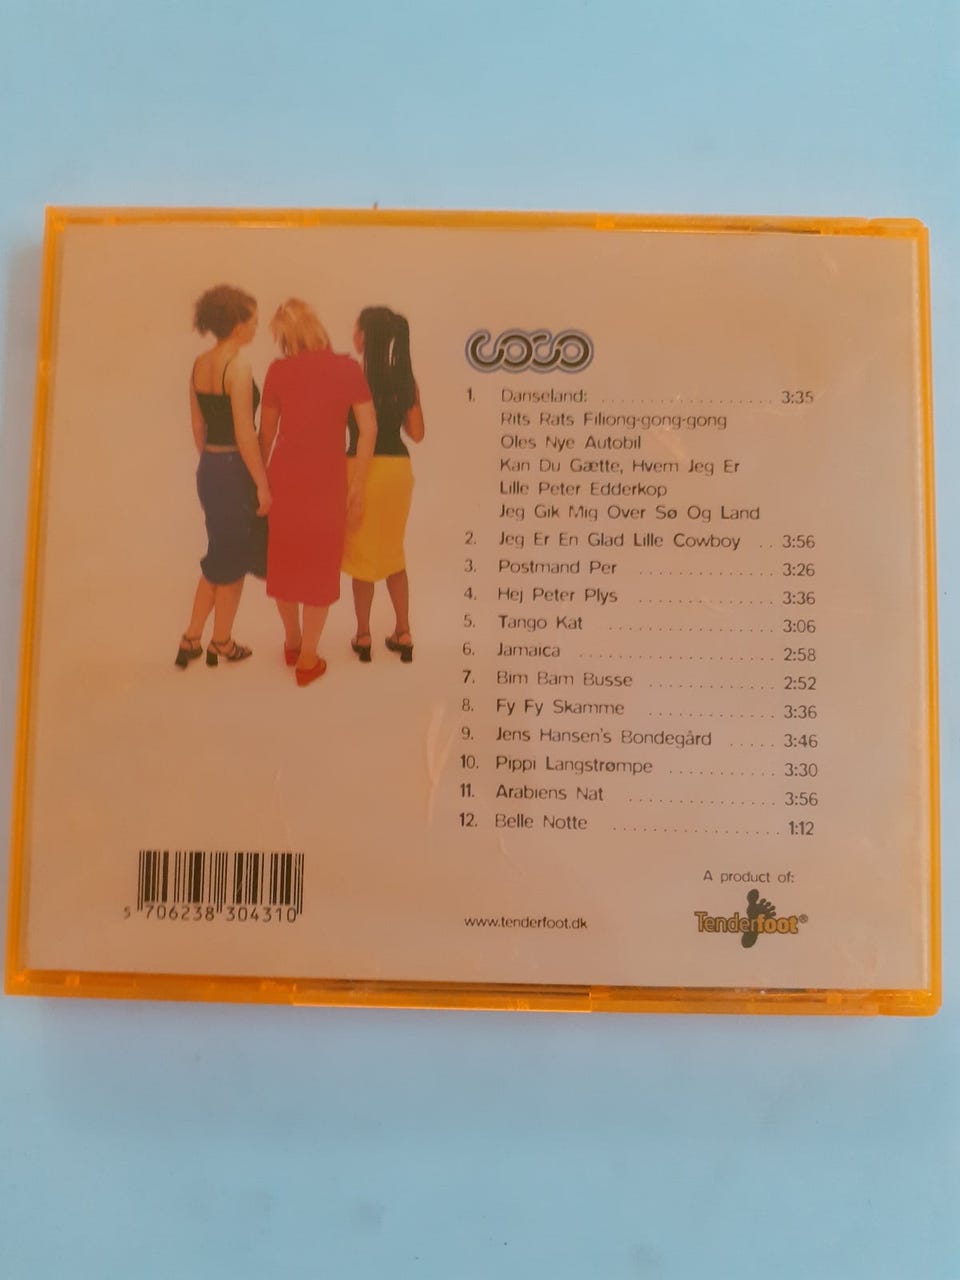 COCO
1. Danseland: .................. 3:35
Rits Rats Filiong-gong-gong
Oles Nye Autobil
Kan Du Gætte, Hvem Jeg Er
Lille Peter Edderkop
Jeg Gik Mig Over Sø Og Land
2. Jeg Er En Glad Lille Cowboy .. 3:56
3. Postmand Per .............. 3:26
4. Hej Peter Plys .............. 3:36
5. Tango Kat ................. 3:06
6. Jamaica .................... 2:58
7. Bim Bam Busse ............. 2:52
8. Fy Fy Skamme ............. 3:36
9. Jens Hansen's Bondegård ..... 3:46
10. Pippi Langstrømpe ........... 3:30
11. Arabiens Nat ............... 3:56
12. Belle Notte ................. 1:12
A product of:
Tenderfoot®
www.tenderfoot.dk
5 706238 304310